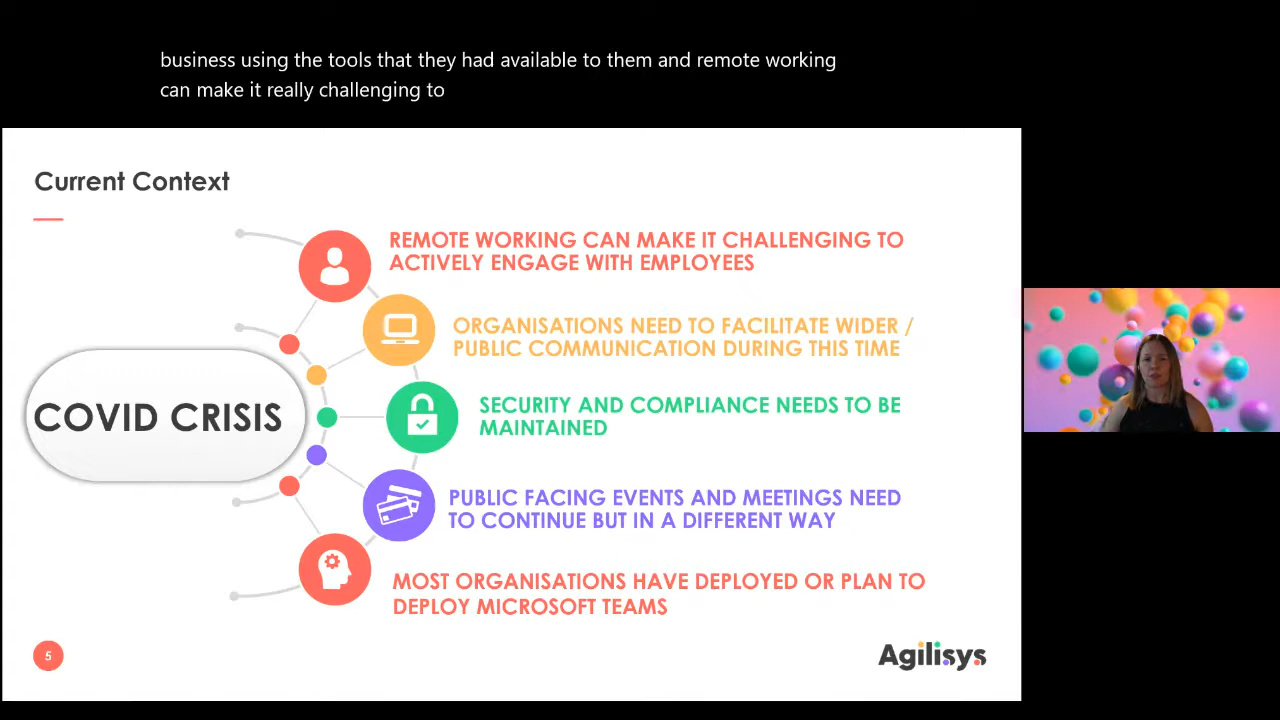 business using the tools that they had available to them and remote working
can make it really challenging to
Current Context
REMOTE WORKING CAN MAKE IT CHALLENGING TO
ACTIVELY ENGAGE WITH EMPLOYEES
ORGANISATIONS NEED TO FACILITATE WIDER /
PUBLIC COMMUNICATION DURING THIS TIME
COVID CRISIS
SECURITY AND COMPLIANCE NEEDS TO BE
MAINTAINED
PUBLIC FACING EVENTS AND MEETINGS NEED
TO CONTINUE BUT IN A DIFFERENT WAY
MOST ORGANISATIONS HAVE DEPLOYED OR PLAN TO
DEPLOY MICROSOFT TEAMS
5
Agilisys